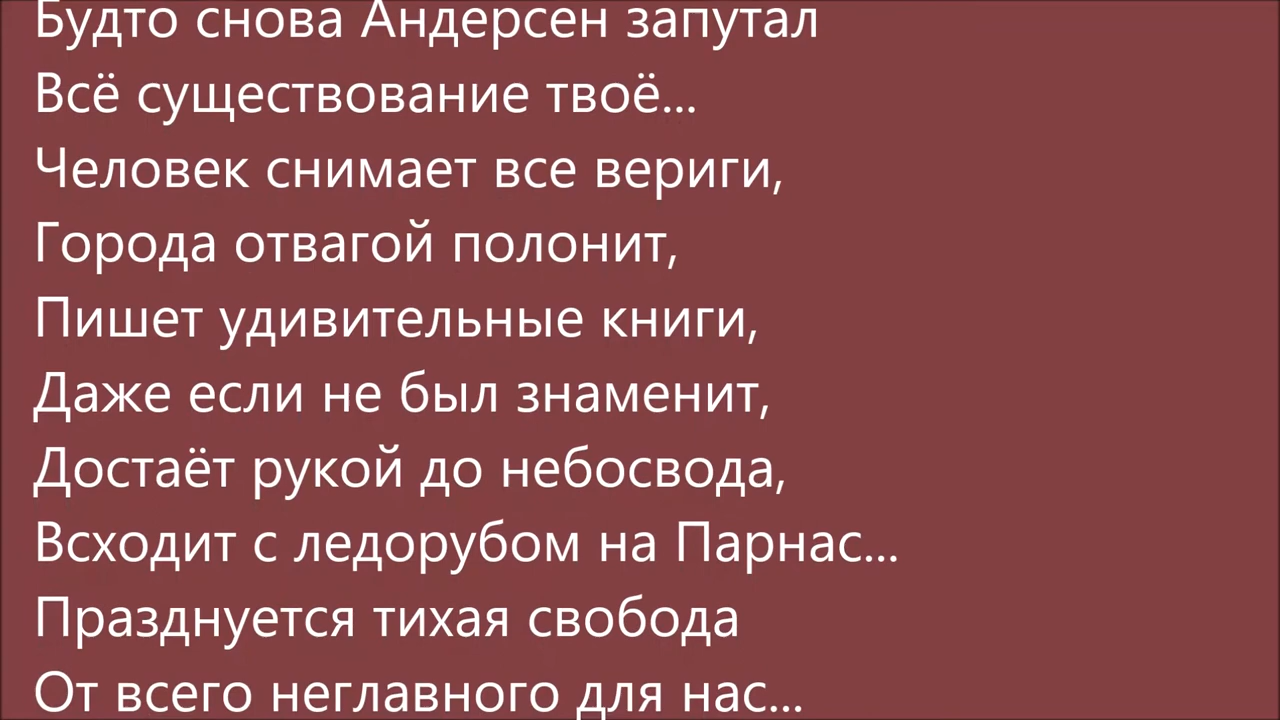 Будто снова Андерсен запутал
Всё существование твоё...
Человек снимает все вериги,
Города отвагой полонит,
Пишет удивительные книги,
Даже если не был знаменит,
Достаёт рукой до небосвода,
Всходит с ледорубом на Парнас...
Празднуется тихая свобода
От всего неглавного для нас...